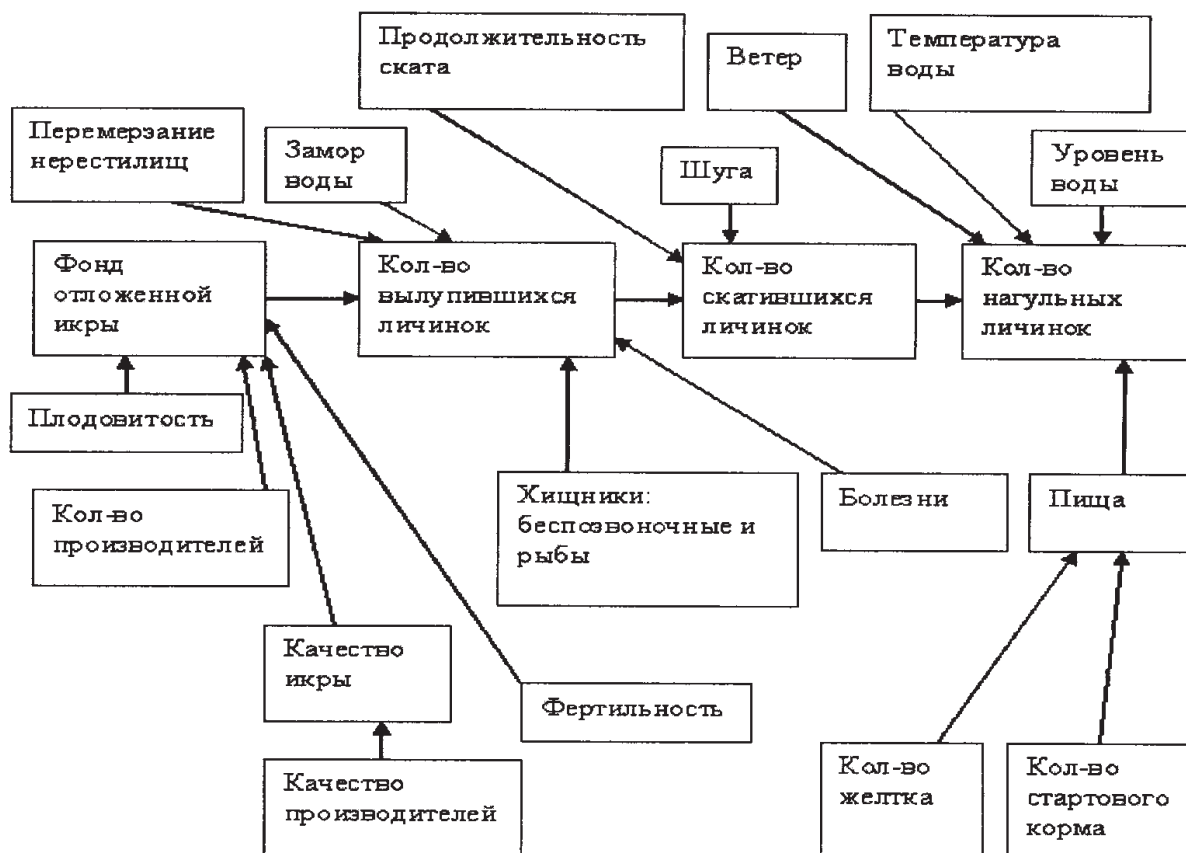 Продолжительность
ската
Ветер
Температура
воды
Перемерзание
нерестилищ
Замор
воды
Шуга
Уровень
воды
Фонд
отложенной
икры
Кол-во
вылупившихся
личинок
Кол-во
скатившихся
личинок
Кол-во
нагульных
личинок
Плодовитость
Кол-во
производителей
Хищники:
беспозвоночные и
рыбы
Болезни
Пища
Качество
икры
Фертильность
Качество
производителей
Кол-во
желтка
Кол-во
стартового
корма